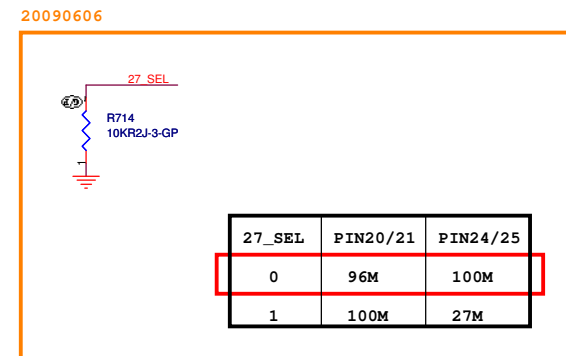 20090606
27_SEL
R714
10KR2J-3-GP
1
27_SEL PIN20/21 PIN24/25
0 96M 100M
1 100M 27M